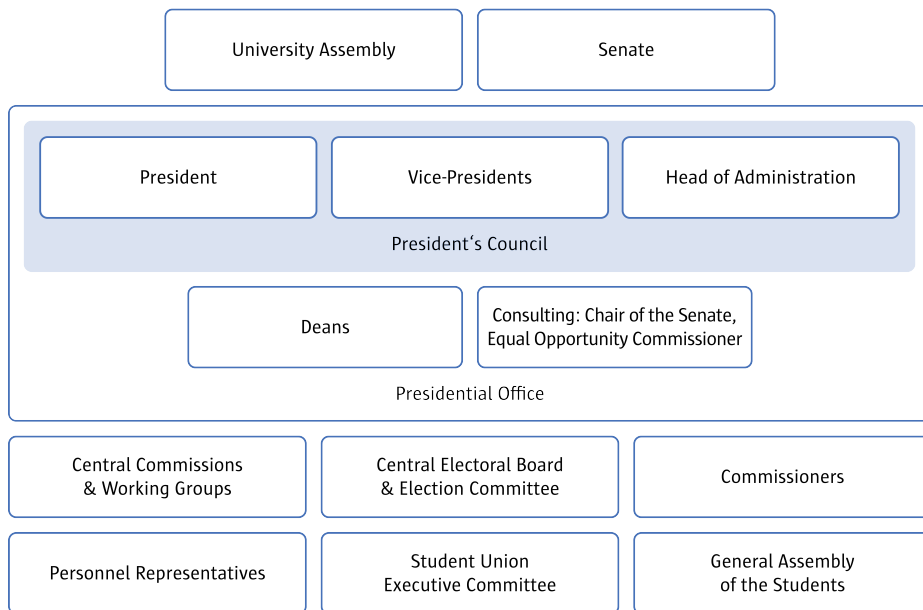 University Assembly
Senate
President
Vice-Presidents
Head of Administration
President‘s Council
Deans
Consulting: Chair of the Senate,
Equal Opportunity Commissioner
Presidential Office
Central Commissions
& Working Groups
Central Electoral Board
& Election Committee
Commissioners
Personnel Representatives
Student Union
Executive Committee
General Assembly
of the Students